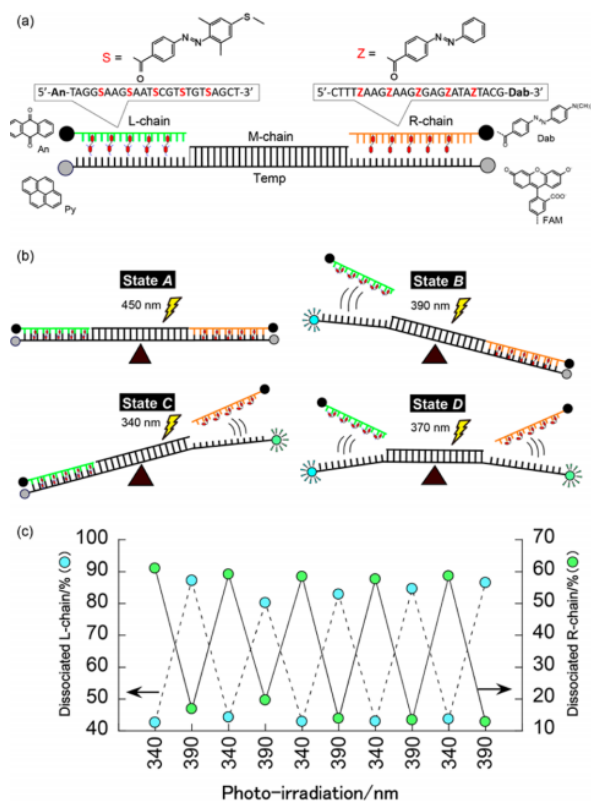 (a)
S
S =
N=N
O
Z =
N=N
O
5’-An-TAGGSAAGSAATSCGTSTGTSAGCT-3’
5’-CTTTZAAGZAAGZGAGZATAZTACG-Dab-3’
O
O
An
L-chain
M-chain
R-chain
N(CH₃)
Dab
Py
Temp
O
O
O
COO⁻
FAM
(b)
State A
450 nm
State B
390 nm
State C
340 nm
State D
370 nm
(c)
Dissociated L-chain/% ( )
100
90
80
70
60
50
40
70
60
50
40
30
20
10
Dissociated R-chain/% ( )
340
390
340
390
340
390
340
390
340
390
Photo-irradiation/nm